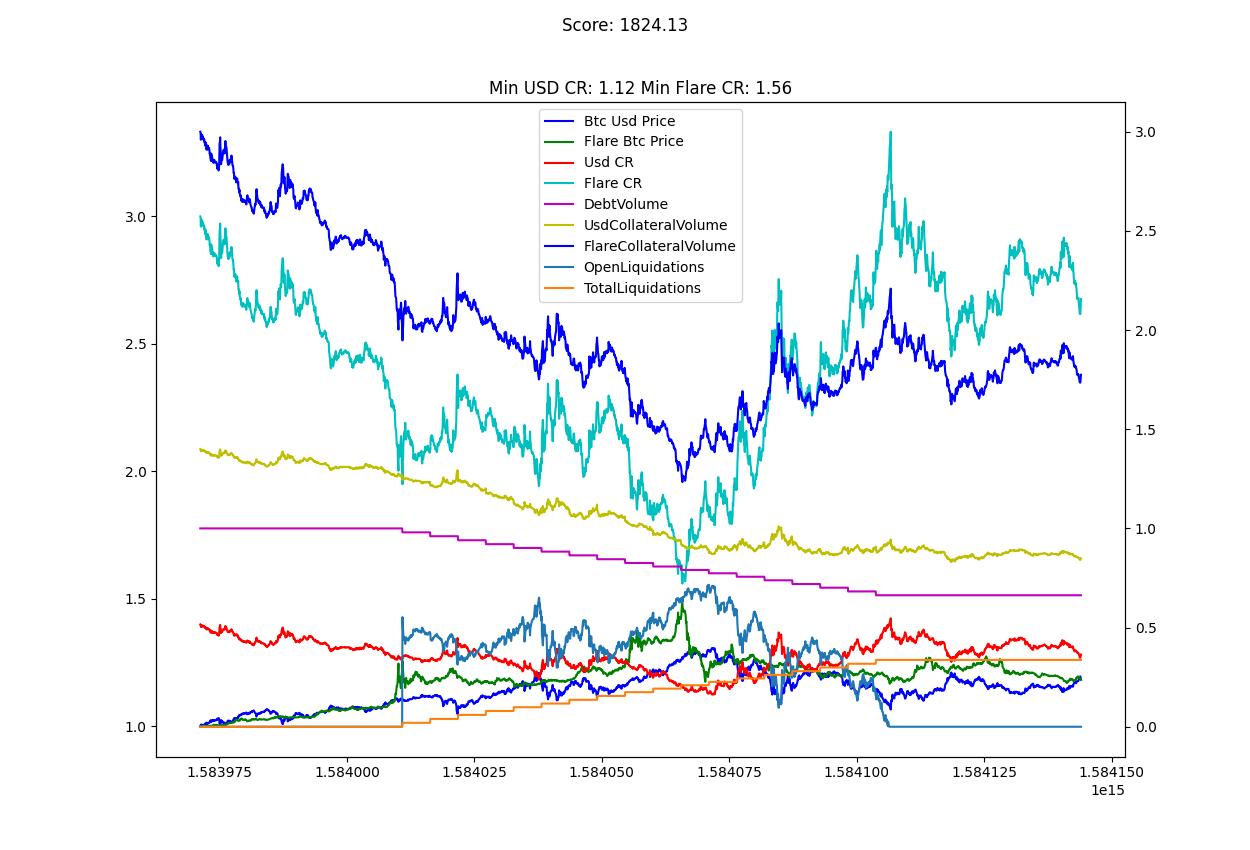 Score: 1824.13
Min USD CR: 1.12 Min Flare CR: 1.56
Btc Usd Price
Flare Btc Price
Usd CR
Flare CR
DebtVolume
UsdCollateralVolume
FlareCollateralVolume
OpenLiquidations
TotalLiquidations
3.0
2.5
2.0
1.5
1.0
3.0
2.5
2.0
1.5
1.0
0.5
0.0
1.583975 1.584000 1.584025 1.584050 1.584075 1.584100 1.584125 1.584150
1e15